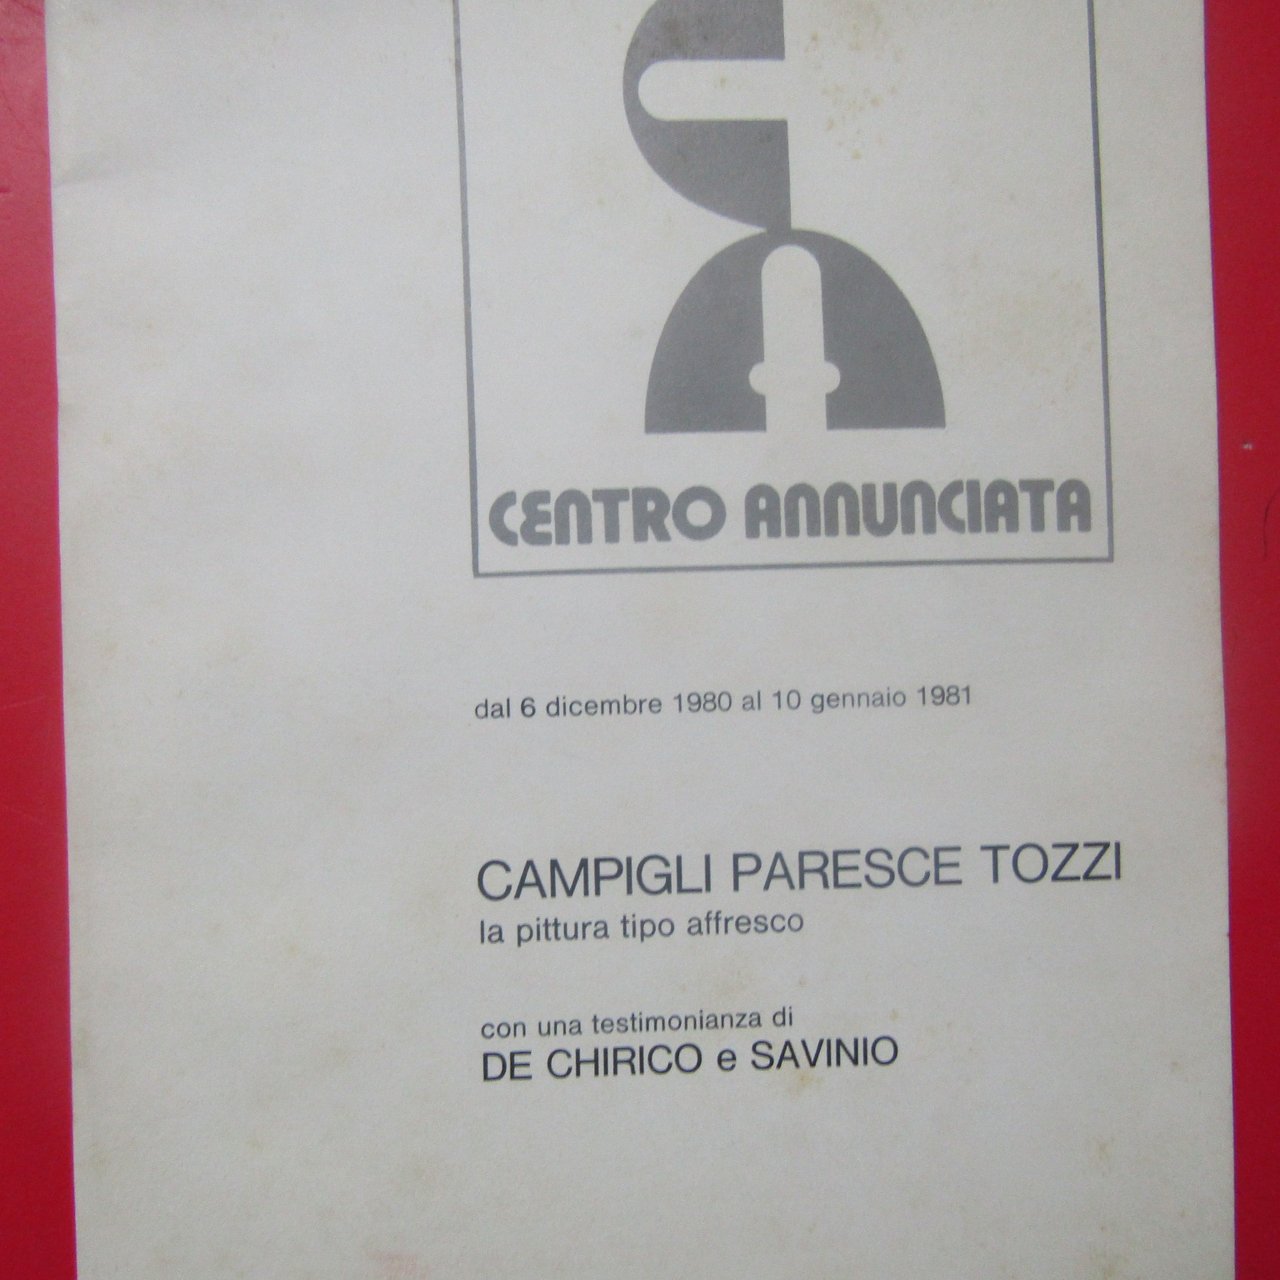 CENTRO ANNUNCIATA
dal 6 dicembre 1980 al 10 gennaio 1981
CAMPIGLI PARESCE TOZZI
la pittura tipo affresco
con una testimonianza di
DE CHIRICO e SAVINIO